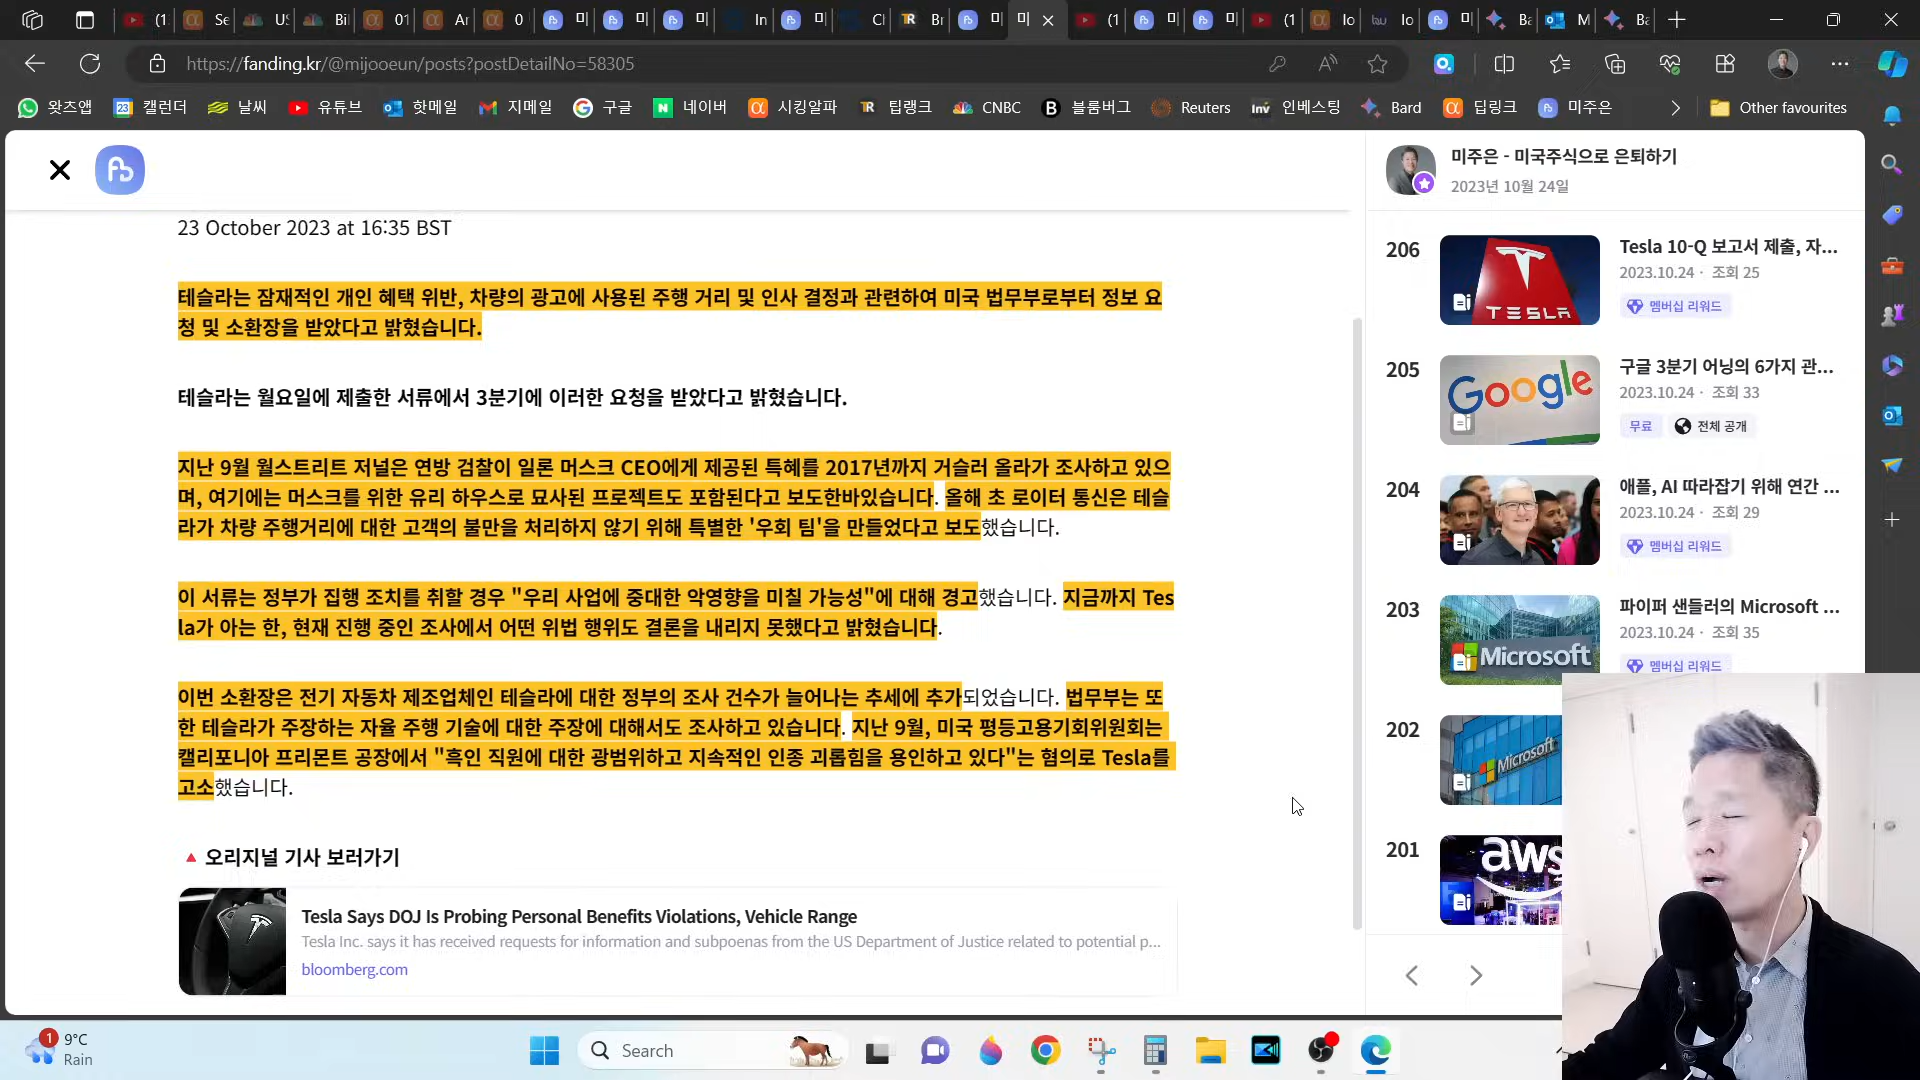 (1
Se
US
Bi
01
Ar
0
미
미
미
In
미
Cl
TR
Br
미
미
(1
미
미
(1
Io
Io
미
Ba
M
Ba
https://fanding.kr/@mijooeun/posts?postDetailNo=58305
왓츠앱
23 캘린더
날씨
유튜브
핫메일
지메일
구글
N 네이버
시킹알파
TR 팁랭크
CNBC
B 블룸버그
Reuters
Inv 인베스팅
Bard
딥링크
미주은
Other favourites
23 October 2023 at 16:35 BST
테슬라는 잠재적인 개인 혜택 위반, 차량의 광고에 사용된 주행 거리 및 인사 결정과 관련하여 미국 법무부로부터 정보 요
청 및 소환장을 받았다고 밝혔습니다.
테슬라는 월요일에 제출한 서류에서 3분기에 이러한 요청을 받았다고 밝혔습니다.
지난 9월 월스트리트 저널은 연방 검찰이 일론 머스크 CEO에게 제공된 특혜를 2017년까지 거슬러 올라가 조사하고 있으
며, 여기에는 머스크를 위한 유리 하우스로 묘사된 프로젝트도 포함된다고 보도한바있습니다. 올해 초 로이터 통신은 테슬
라가 차량 주행거리에 대한 고객의 불만을 처리하지 않기 위해 특별한 '우회 팀'을 만들었다고 보도했습니다.
이 서류는 정부가 집행 조치를 취할 경우 "우리 사업에 중대한 악영향을 미칠 가능성"에 대해 경고했습니다. 지금까지 Tes
la가 아는 한, 현재 진행 중인 조사에서 어떤 위법 행위도 결론을 내리지 못했다고 밝혔습니다.
이번 소환장은 전기 자동차 제조업체인 테슬라에 대한 정부의 조사 건수가 늘어나는 추세에 추가되었습니다. 법무부는 또
한 테슬라가 주장하는 자율 주행 기술에 대한 주장에 대해서도 조사하고 있습니다. 지난 9월, 미국 평등고용기회위원회는
캘리포니아 프리몬트 공장에서 "흑인 직원에 대한 광범위하고 지속적인 인종 괴롭힘을 용인하고 있다"는 혐의로 Tesla를
고소했습니다.
🔺 오리지널 기사 보러가기
Tesla Says DOJ Is Probing Personal Benefits Violations, Vehicle Range
Tesla Inc. says it has received requests for information and subpoenas from the US Department of Justice related to potential p...
bloomberg.com
미주은 - 미국주식으로 은퇴하기
2023년 10월 24일
206
TESLA
Tesla 10-Q 보고서 제출, 자...
2023.10.24 · 조회 25
멤버십 리워드
205
Google
구글 3분기 어닝의 6가지 관...
2023.10.24 · 조회 33
무료
전체 공개
204
애플, AI 따라잡기 위해 연간 ...
2023.10.24 · 조회 29
멤버십 리워드
203
Microsoft
파이퍼 샌들러의 Microsoft ...
2023.10.24 · 조회 35
멤버십 리워드
202
Microsoft
201
aws
1
9°C
Rain
Search